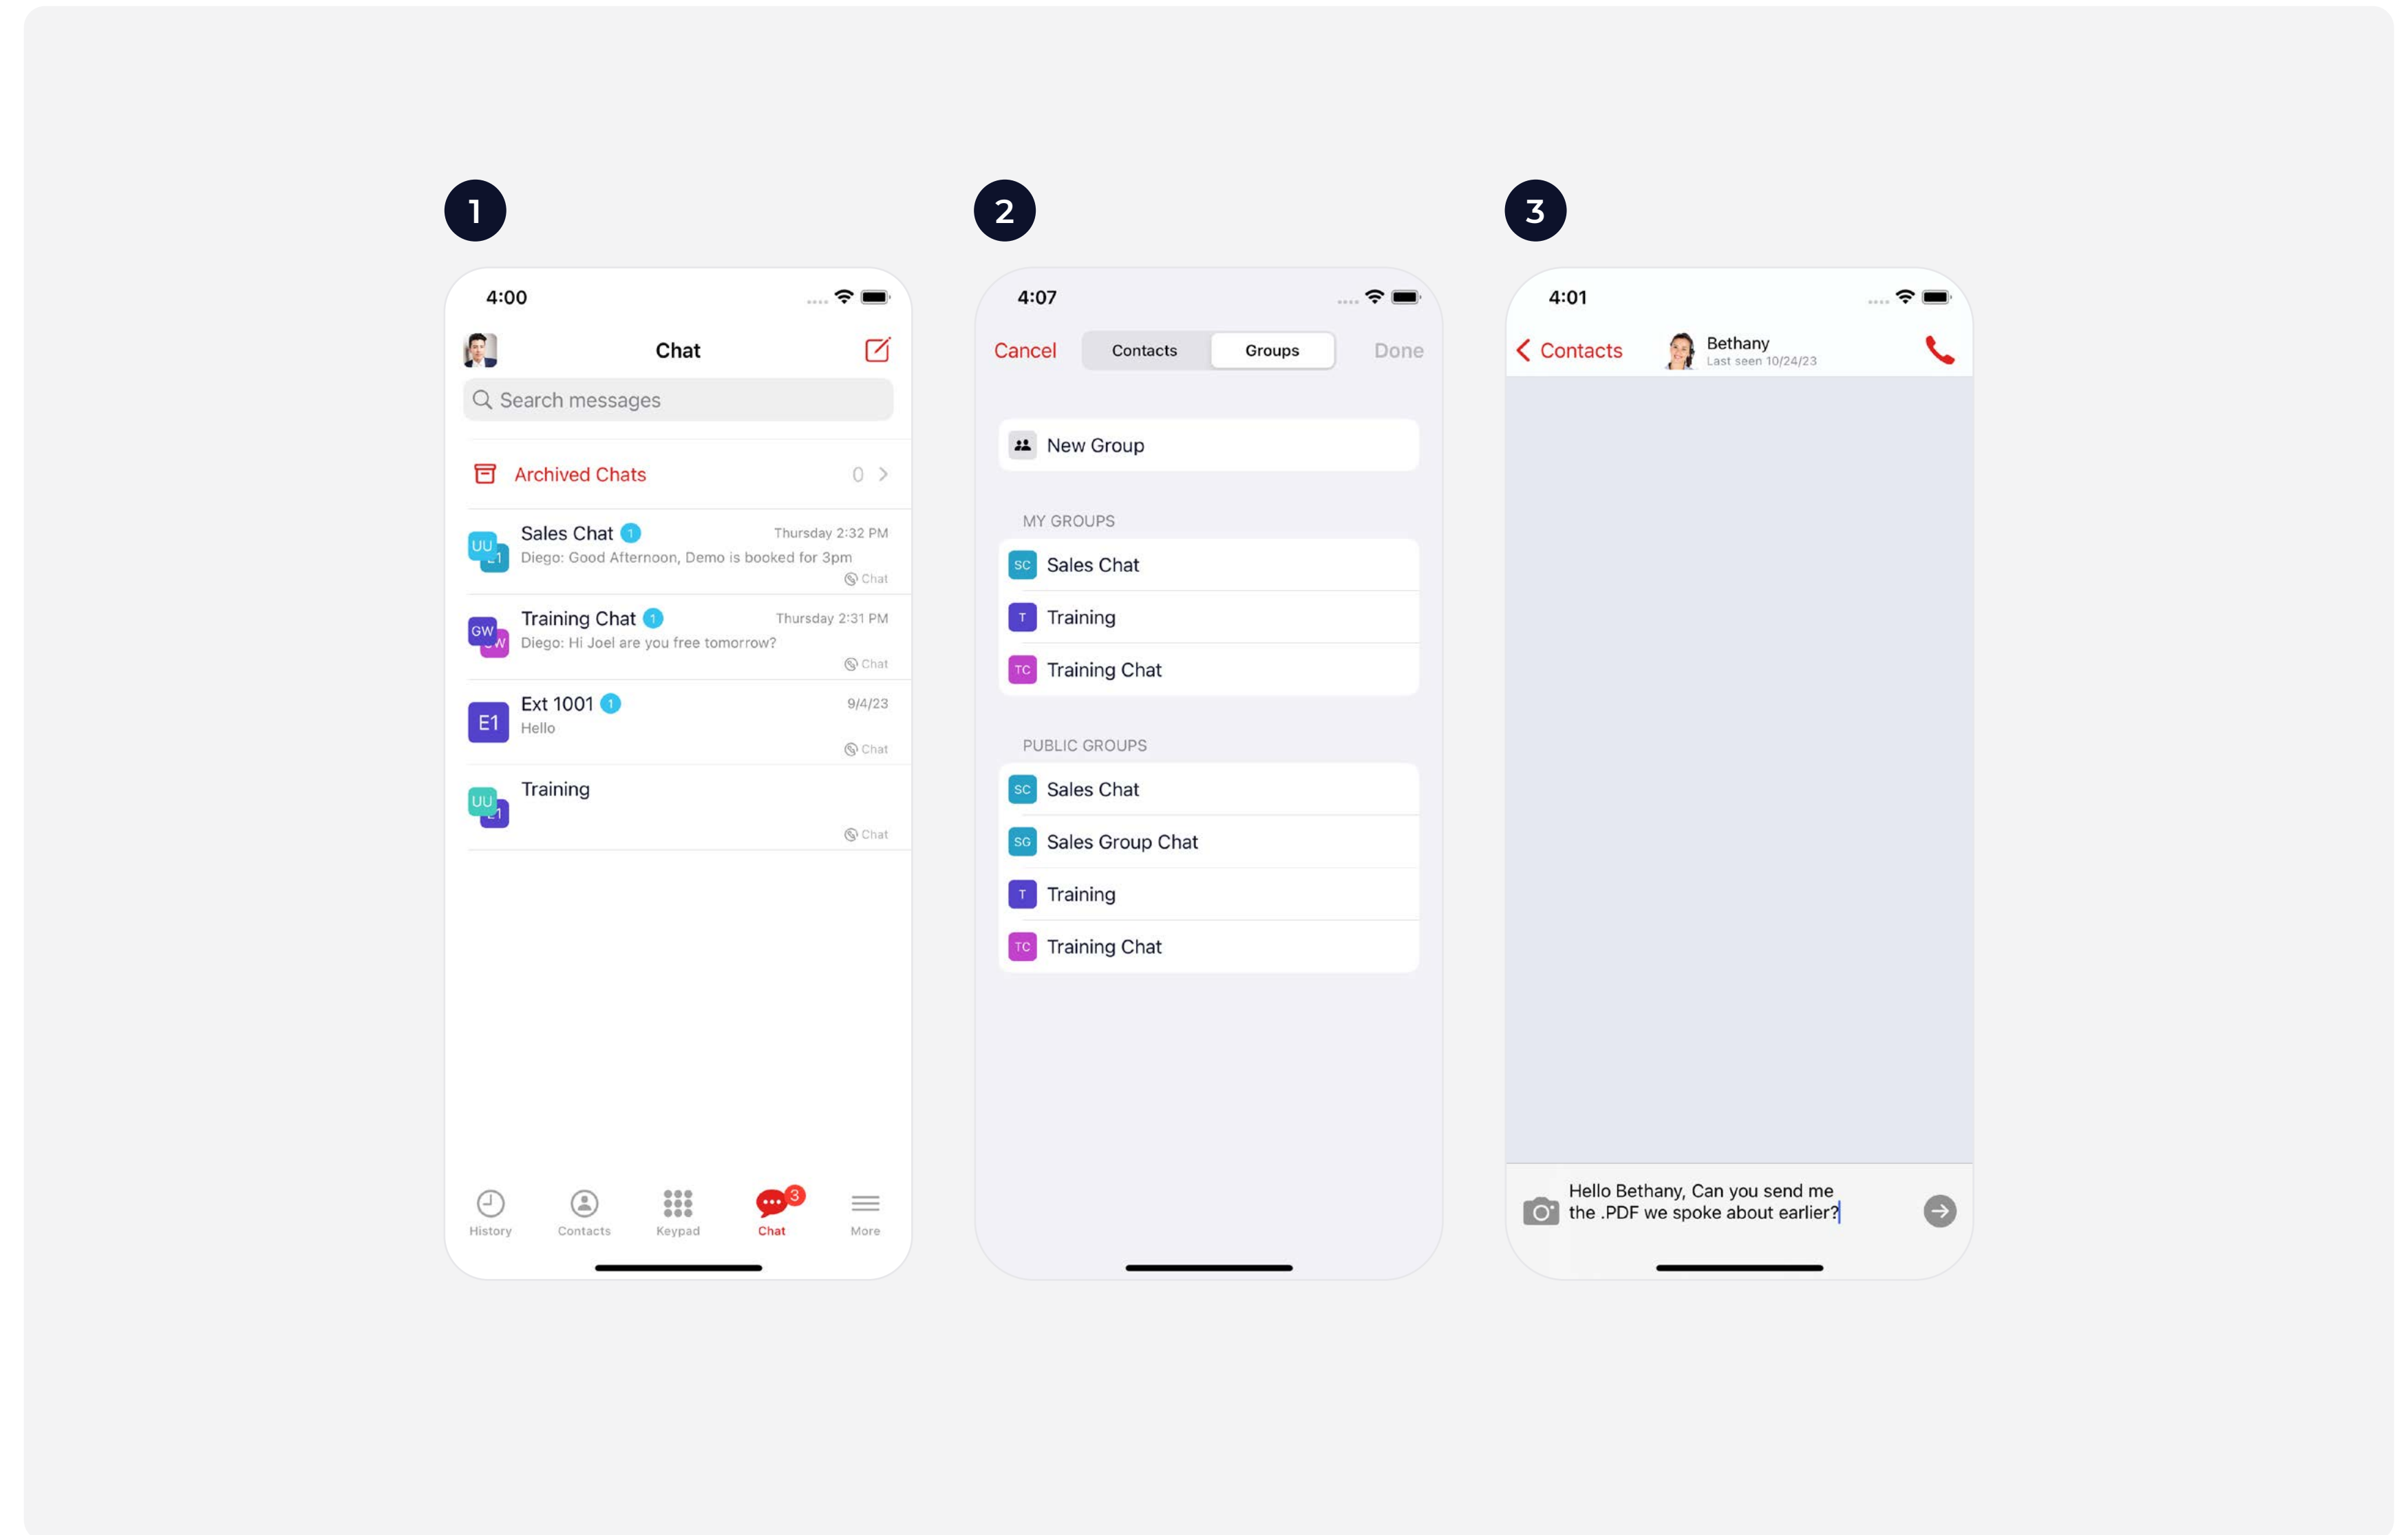 1
4:00
Chat
Search messages
Archived Chats 0
UU
Sales Chat 1 Thursday 2:32 PM
Diego: Good Afternoon, Demo is booked for 3pm
Chat
GW
Training Chat 1 Thursday 2:31 PM
Diego: Hi Joel are you free tomorrow?
Chat
E1
Ext 1001 1 9/4/23
Hello
Chat
UU
Training
Chat
History Contacts Keypad Chat 3 More
2
4:07
Cancel Contacts Groups Done
New Group
MY GROUPS
SC Sales Chat
T Training
TC Training Chat
PUBLIC GROUPS
SC Sales Chat
SG Sales Group Chat
T Training
TC Training Chat
3
4:01
Contacts
Bethany
Last seen 10/24/23
Hello Bethany, Can you send me
the .PDF we spoke about earlier?